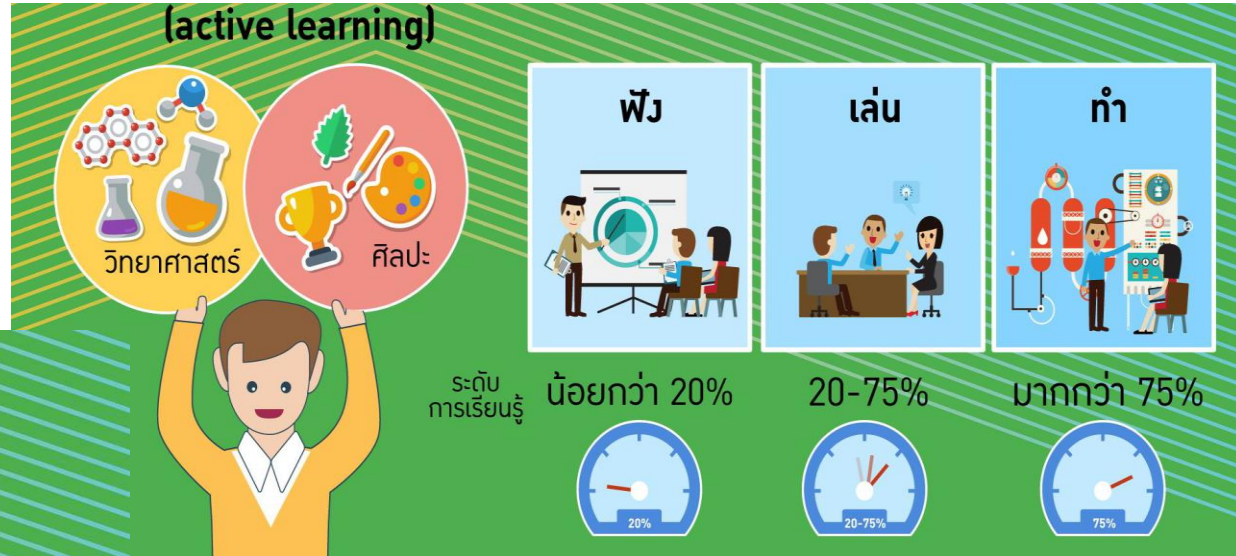 (active learning)
วิทยาศาสตร์
ศิลปะ
ฟัง
เล่น
ทำ
ระดับ
การเรียนรู้
น้อยกว่า 20%
20-75%
มากกว่า 75%
20%
20-75%
75%